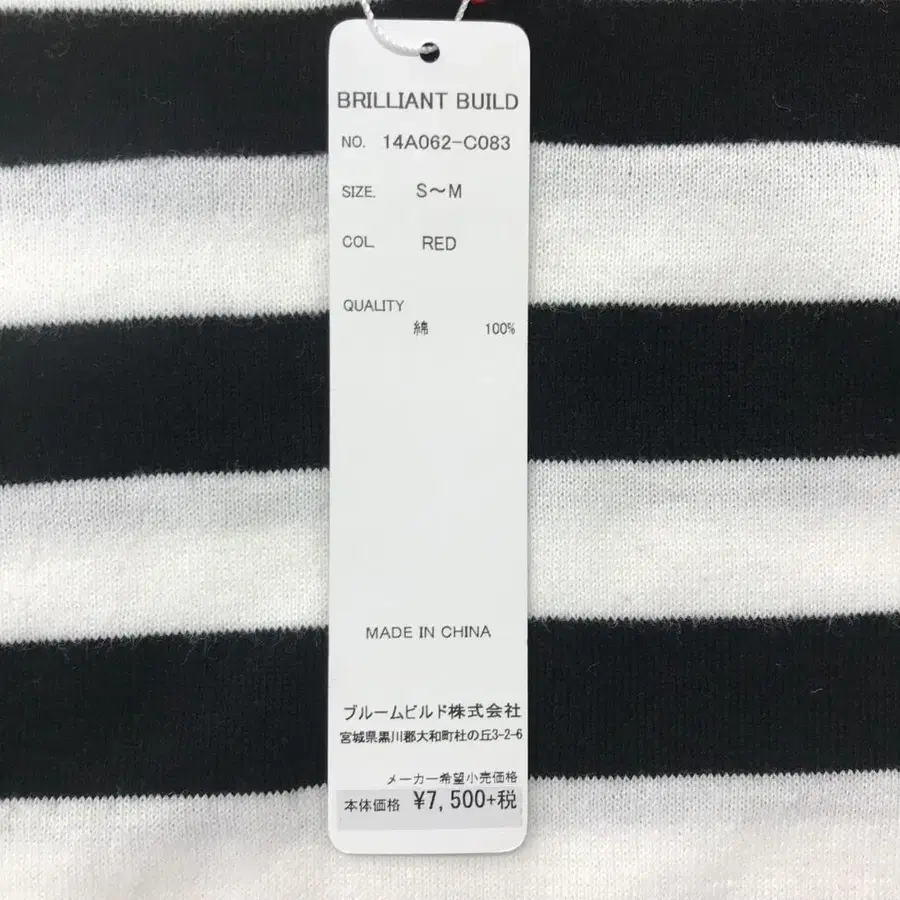 BRILLIANT BUILD
NO. 14A062-C083
SIZE. S〜M
COL. RED
QUALITY
綿 100%
MADE IN CHINA
ブルームビルド株式会社
宮城県黒川郡大和町杜の丘3-2-6
メーカー希望小売価格
本体価格 ¥7,500+税